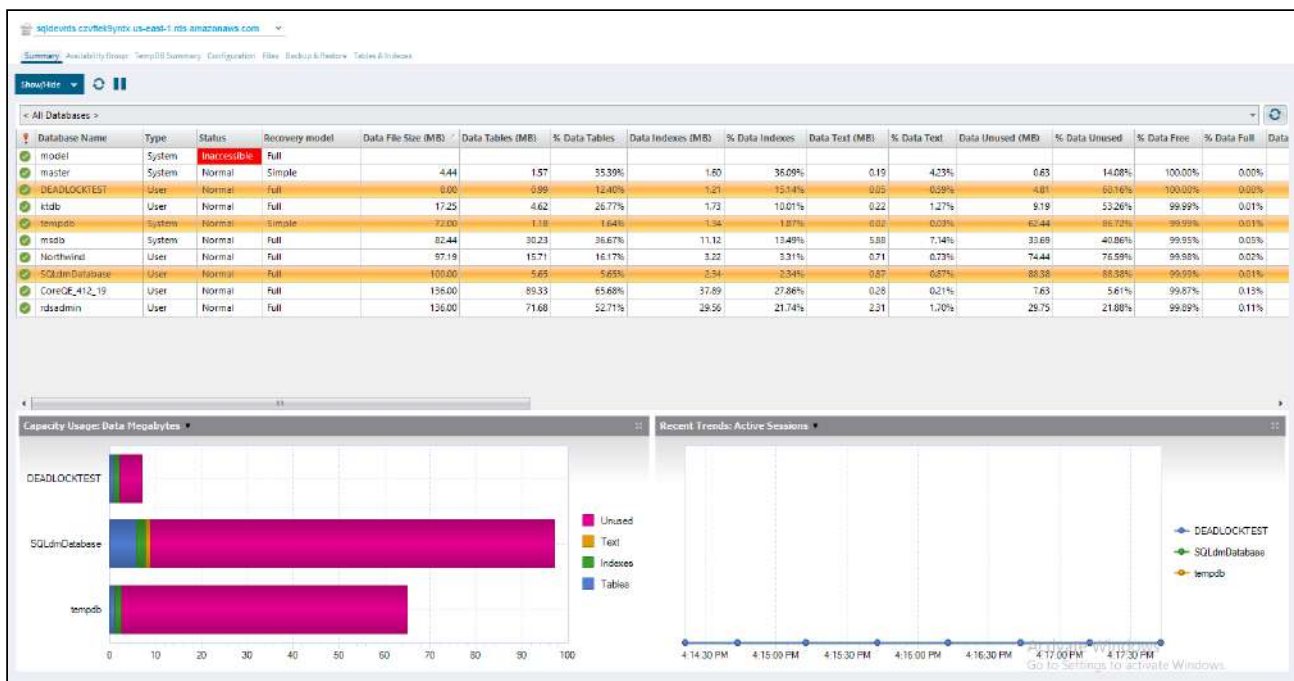 sqldevrds.czvflek9yrdx.us-east-1.rds.amazonaws.com
Summary Availability Group TempDB Summary Configuration Files Backup & Restore Tables & Indexes
Show/Hide
< All Databases >
Database Name Type Status Recovery model Data File Size (MB) Data Tables (MB) % Data Tables Data Indexes (MB) % Data Indexes Data Text (MB) % Data Text Data Unused (MB) % Data Unused % Data Free % Data Full Data
model System Inaccessible Full
master System Normal Simple 4.44 1.57 35.39% 1.60 36.09% 0.19 4.23% 0.63 14.08% 100.00% 0.00%
DEADLOCKTEST User Normal Full 8.00 0.99 12.40% 1.21 15.14% 0.05 0.59% 4.81 60.16% 100.00% 0.00%
ktdb User Normal Full 17.25 4.62 26.77% 1.73 10.01% 0.22 1.27% 9.19 53.26% 99.99% 0.01%
tempdb System Normal Simple 72.00 1.18 1.64% 1.34 1.87% 0.02 0.03% 62.44 86.72% 99.99% 0.01%
msdb System Normal Full 82.44 30.23 36.67% 11.12 13.49% 5.88 7.14% 33.69 40.86% 99.95% 0.05%
Northwind User Normal Full 97.19 15.71 16.17% 3.22 3.31% 0.71 0.73% 74.44 76.59% 99.98% 0.02%
SQLdmDatabase User Normal Full 100.00 5.65 5.65% 2.34 2.34% 0.87 0.87% 88.38 88.38% 99.99% 0.01%
CoreQE_412_19 User Normal Full 136.00 89.33 65.68% 37.89 27.86% 0.28 0.21% 7.63 5.61% 99.87% 0.13%
rdsadmin User Normal Full 136.00 71.68 52.71% 29.56 21.74% 2.31 1.70% 29.75 21.88% 99.89% 0.11%
Capacity Usage: Data Megabytes
Recent Trends: Active Sessions
DEADLOCKTEST
SQLdmDatabase
tempdb
Unused
Text
Indexes
Tables
0 10 20 30 40 50 60 70 80 90 100
DEADLOCKTEST
SQLdmDatabase
tempdb
4:14:30 PM 4:15:00 PM 4:15:30 PM 4:16:00 PM 4:16:30 PM 4:17:00 PM 4:17:30 PM
Activate Windows
Go to Settings to activate Windows.